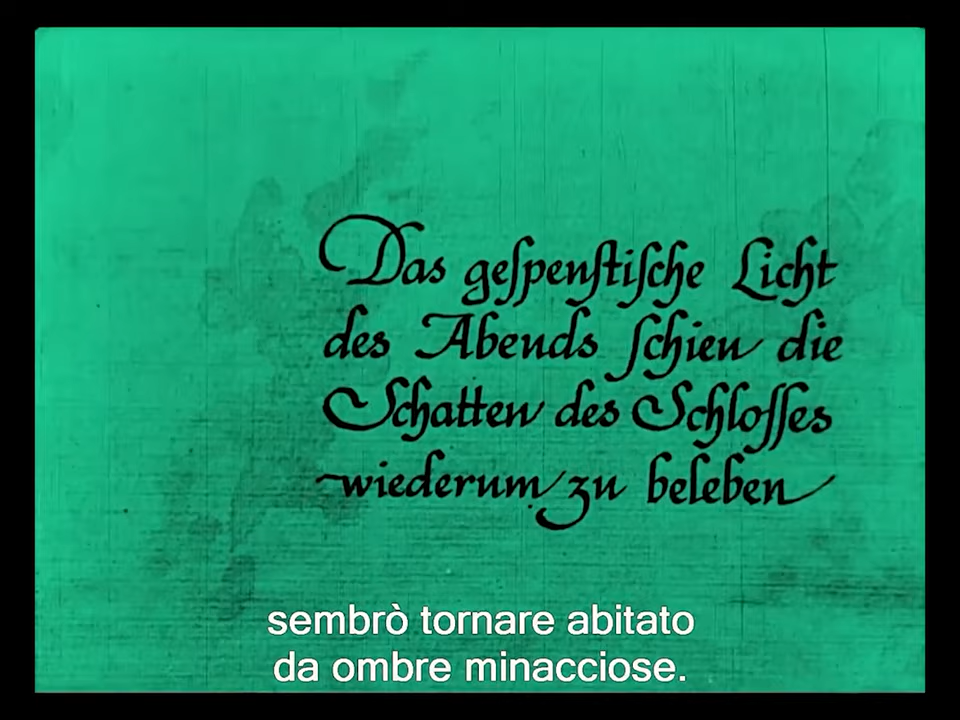 Das geſpenſtiſche Licht
des Abends ſchien die
Schatten des Schloſſes
wiederum zu beleben
sembrò tornare abitato
da ombre minacciose.